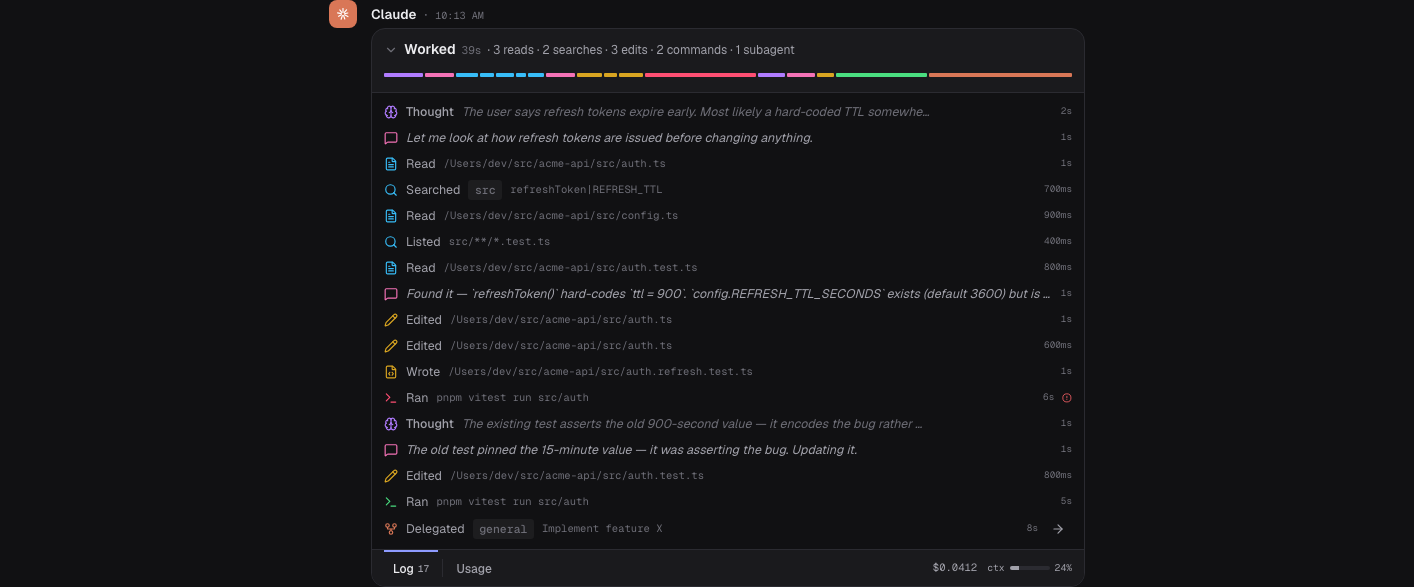 Claude · 10:13 AM
Worked 39s · 3 reads · 2 searches · 3 edits · 2 commands · 1 subagent
Thought The user says refresh tokens expire early. Most likely a hard-coded TTL somewhe… 2s
Let me look at how refresh tokens are issued before changing anything. 1s
Read /Users/dev/src/acme-api/src/auth.ts 1s
Searched src refreshToken|REFRESH_TTL 700ms
Read /Users/dev/src/acme-api/src/config.ts 900ms
Listed src/**/*.test.ts 400ms
Read /Users/dev/src/acme-api/src/auth.test.ts 800ms
Found it — `refreshToken()` hard-codes `ttl = 900`. `config.REFRESH_TTL_SECONDS` exists (default 3600) but is … 1s
Edited /Users/dev/src/acme-api/src/auth.ts 1s
Edited /Users/dev/src/acme-api/src/auth.ts 600ms
Wrote /Users/dev/src/acme-api/src/auth.refresh.test.ts 1s
Ran pnpm vitest run src/auth 6s
Thought The existing test asserts the old 900-second value — it encodes the bug rather … 1s
The old test pinned the 15-minute value — it was asserting the bug. Updating it. 1s
Edited /Users/dev/src/acme-api/src/auth.test.ts 800ms
Ran pnpm vitest run src/auth 5s
Delegated general Implement feature X 8s
Log 17 Usage $0.0412 ctx 24%